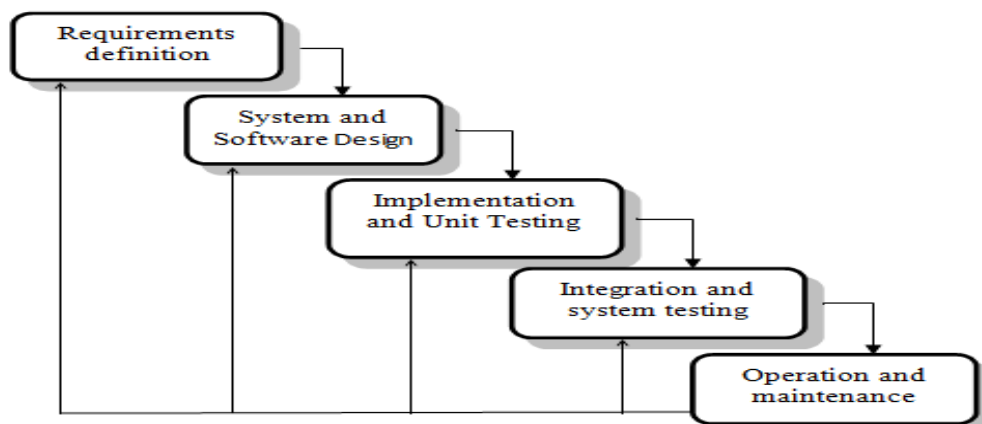 Requirements
definition
System and
Software Design
Implementation
and Unit Testing
Integration and
system testing
Operation and
maintenance